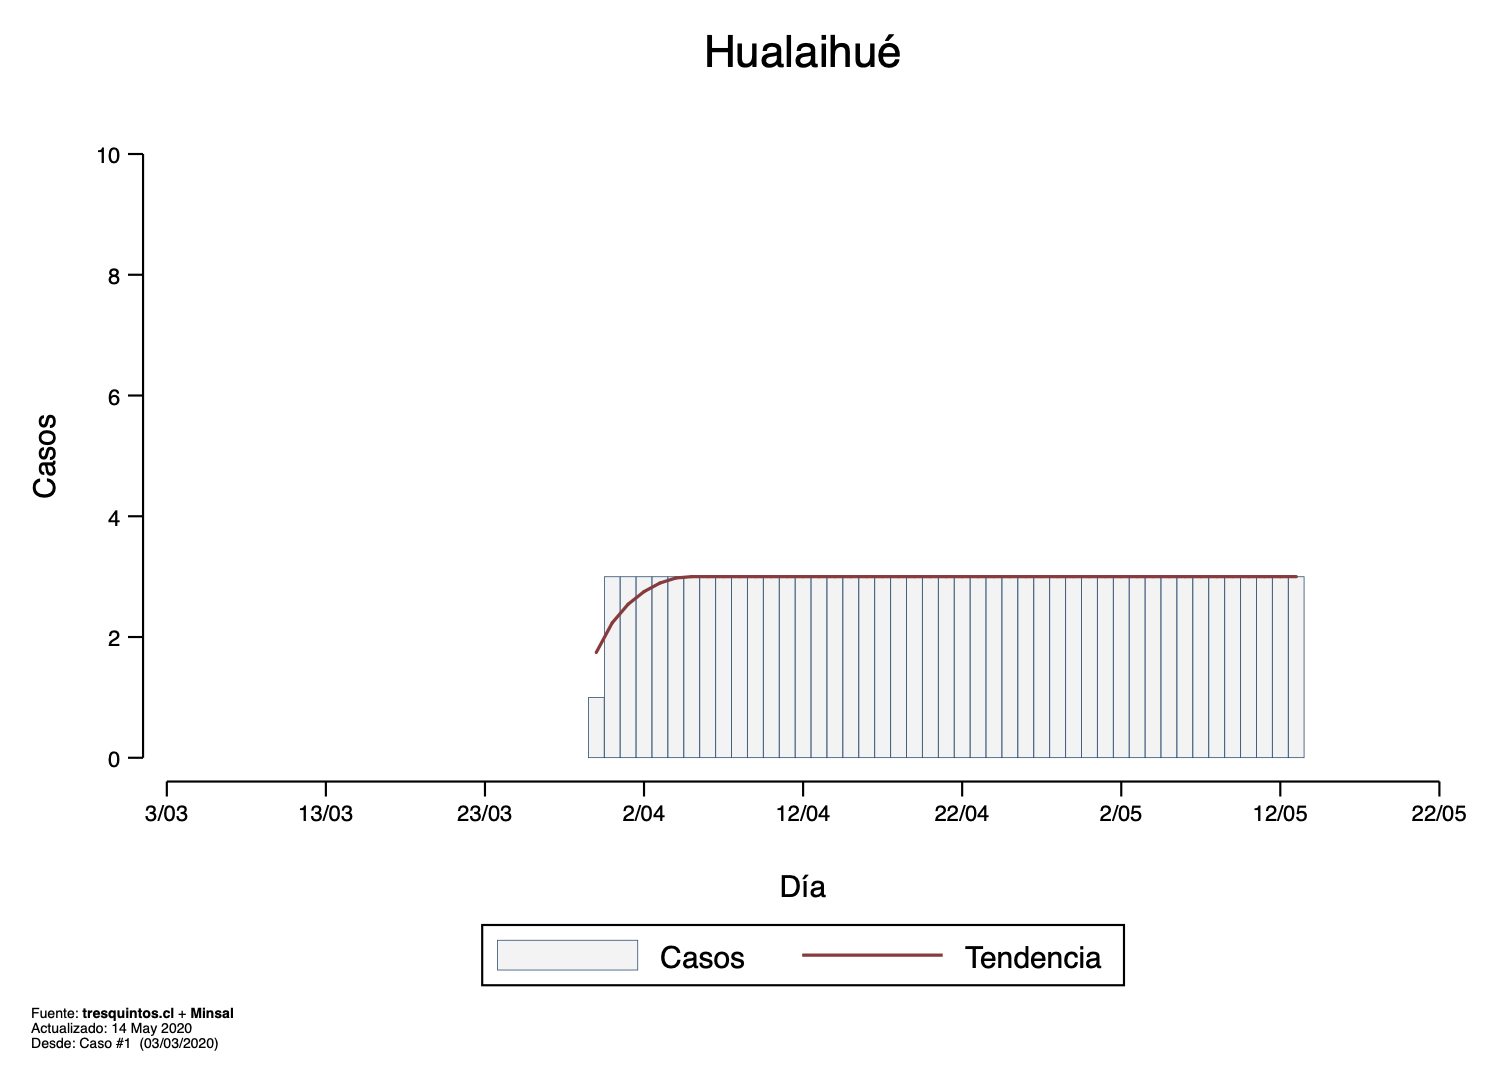 Hualaihué
10
8
6
4
2
0
Casos
3/03 13/03 23/03 2/04 12/04 22/04 2/05 12/05 22/05
Día
Casos Tendencia
Fuente: tresquintos.cl + Minsal
Actualizado: 14 May 2020
Desde: Caso #1 (03/03/2020)